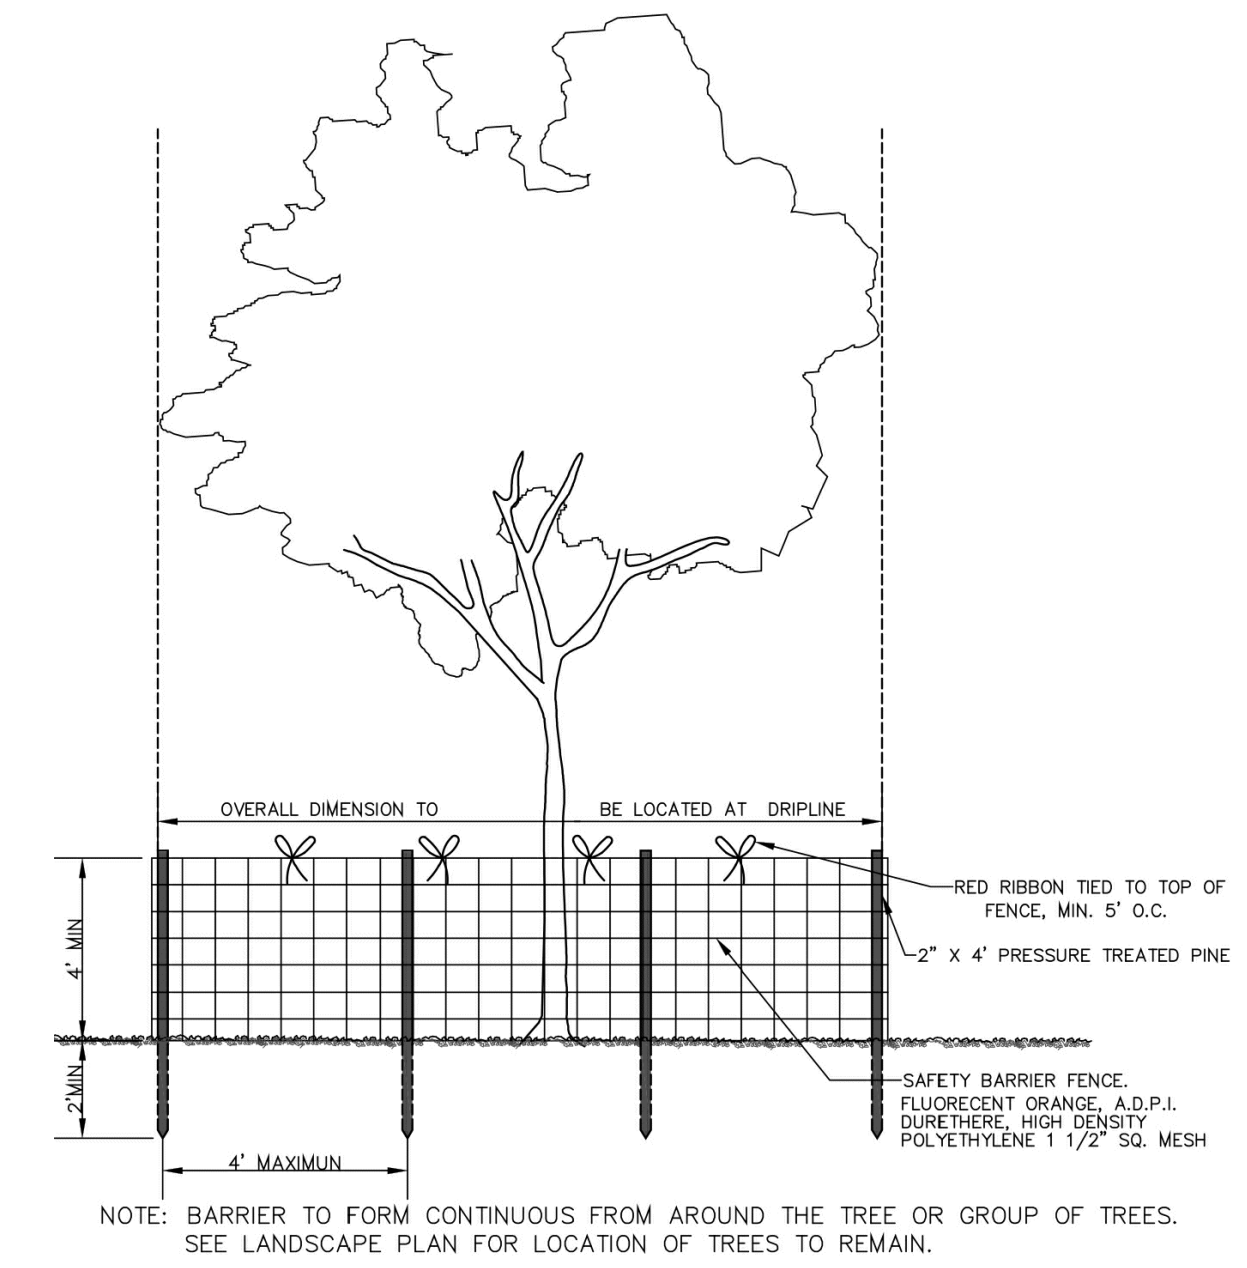 OVERALL DIMENSION TO BE LOCATED AT DRIPLINE
RED RIBBON TIED TO TOP OF
FENCE, MIN. 5' O.C.
4' MIN
2" X 4' PRESSURE TREATED PINE
2'MIN
SAFETY BARRIER FENCE.
FLUORECENT ORANGE, A.D.P.I.
DURETHERE, HIGH DENSITY
POLYETHYLENE 1 1/2" SQ. MESH
4' MAXIMUN
NOTE: BARRIER TO FORM CONTINUOUS FROM AROUND THE TREE OR GROUP OF TREES.
SEE LANDSCAPE PLAN FOR LOCATION OF TREES TO REMAIN.